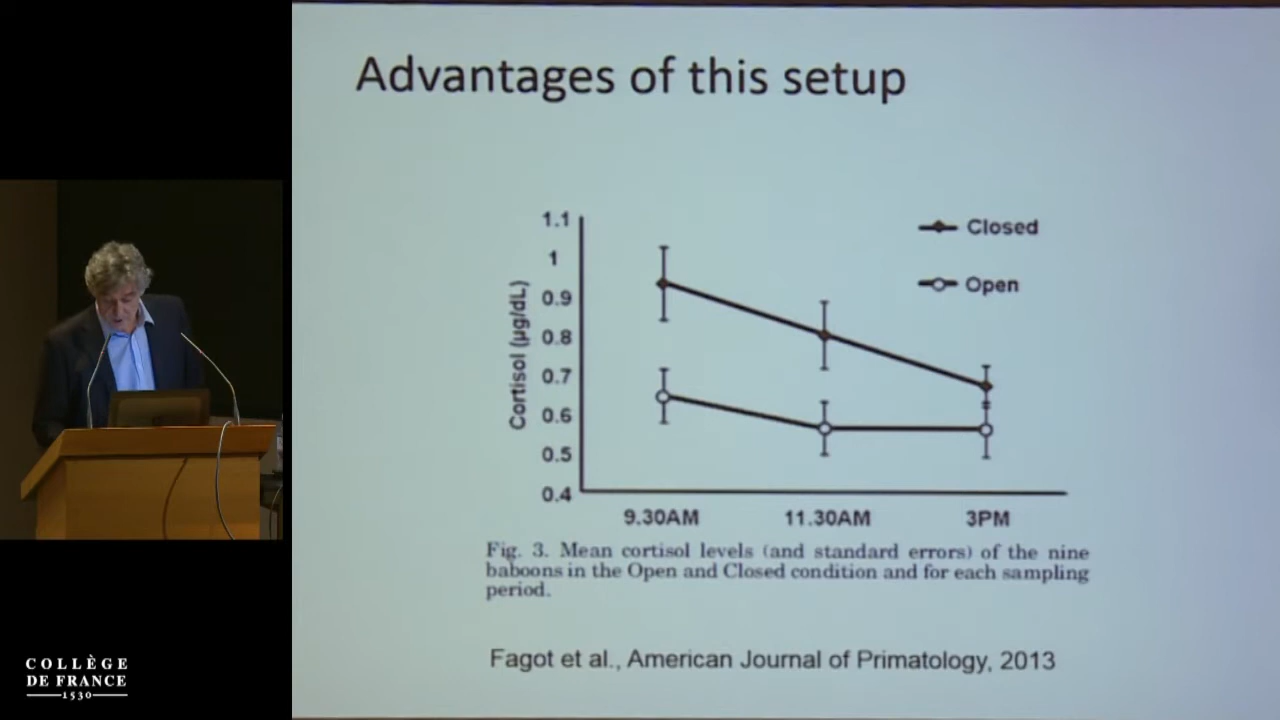 Advantages of this setup
1.1
1
0.9
0.8
0.7
0.6
0.5
0.4
Cortisol (µg/dL)
Closed
Open
9.30AM 11.30AM 3PM
Fig. 3. Mean cortisol levels (and standard errors) of the nine
baboons in the Open and Closed condition and for each sampling
period.
Fagot et al., American Journal of Primatology, 2013
COLLÈGE
DE FRANCE
1530